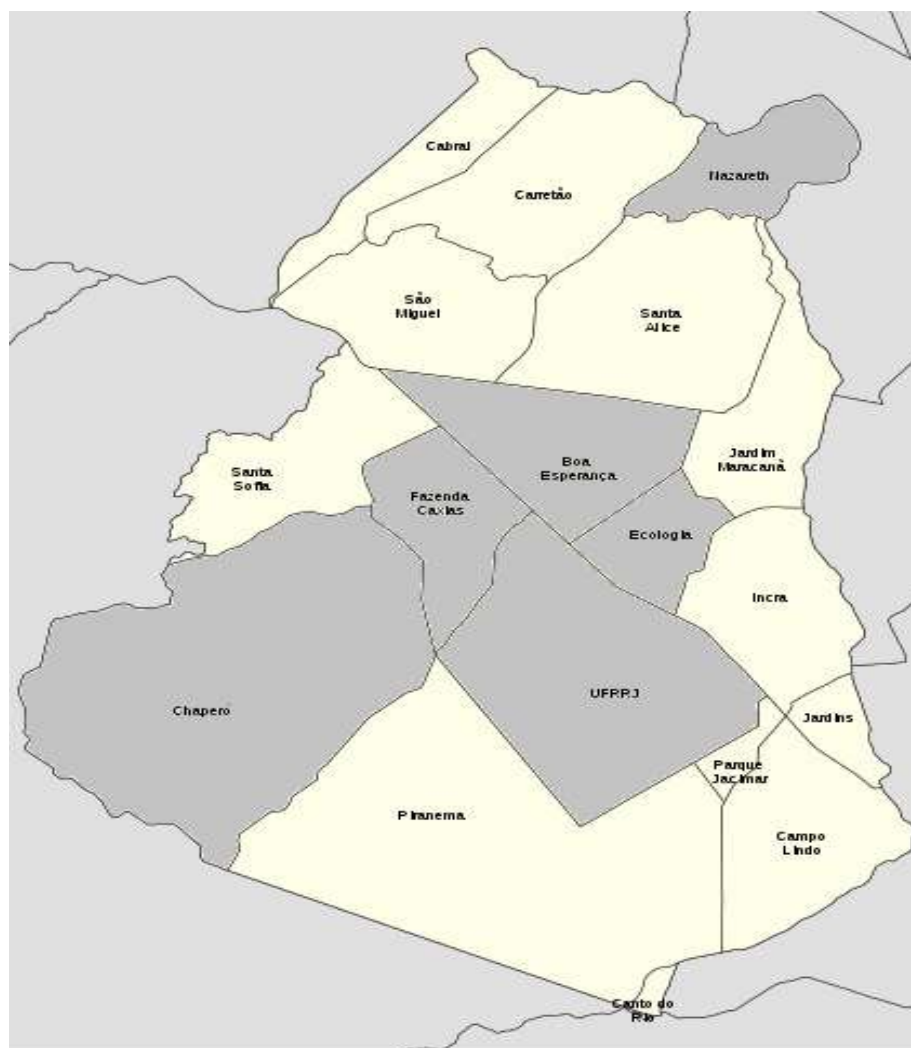 Cabral
Nazareth
Carretão
São
Miguel
Santa
Alice
Jardim
Maracanã
Boa
Esperança
Santa
Sofia
Fazenda
Caxias
Ecologia
Incra
UFRRJ
Chaperó
Jardins
Parque
Jacimar
Piranema
Campo
Lindo
Canto do
Rio